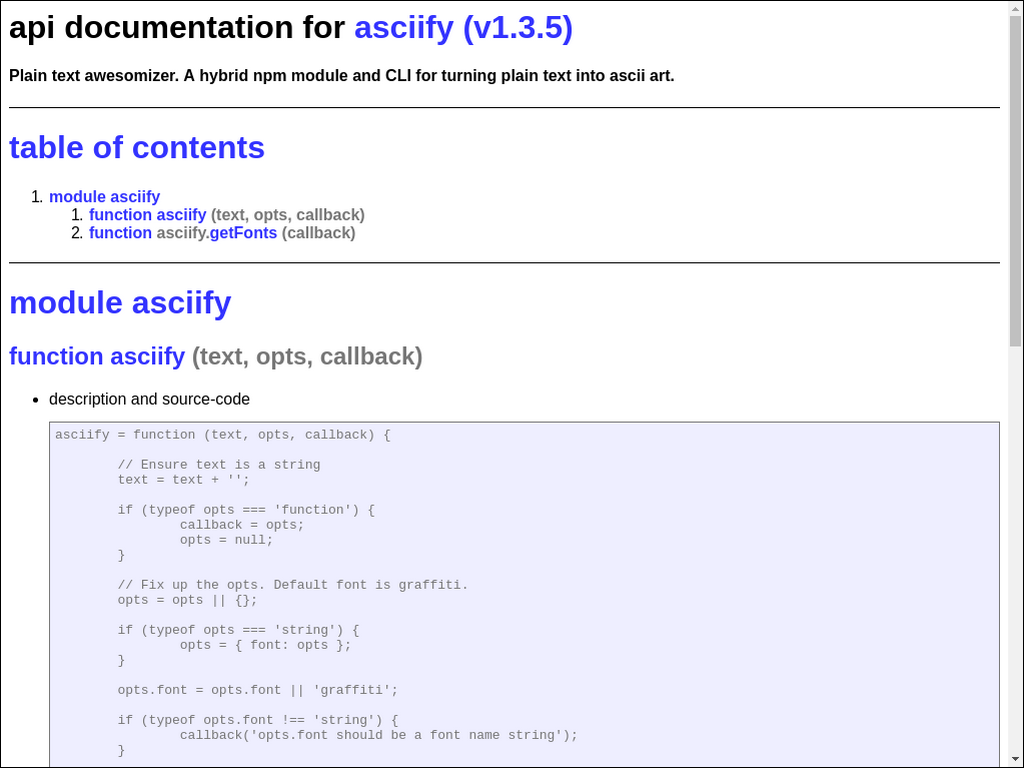 api documentation for asciify (v1.3.5)
Plain text awesomizer. A hybrid npm module and CLI for turning plain text into ascii art.
table of contents
1. module asciify
1. function asciify (text, opts, callback)
2. function asciify.getFonts (callback)
module asciify
function asciify (text, opts, callback)
• description and source-code
asciify = function (text, opts, callback) {
        // Ensure text is a string
        text = text + '';
        if (typeof opts === 'function') {
                callback = opts;
                opts = null;
        }
        // Fix up the opts. Default font is graffiti.
        opts = opts || {};
        if (typeof opts === 'string') {
                opts = { font: opts };
        }
        opts.font = opts.font || 'graffiti';
        if (typeof opts.font !== 'string') {
                callback('opts.font should be a font name string');
        }